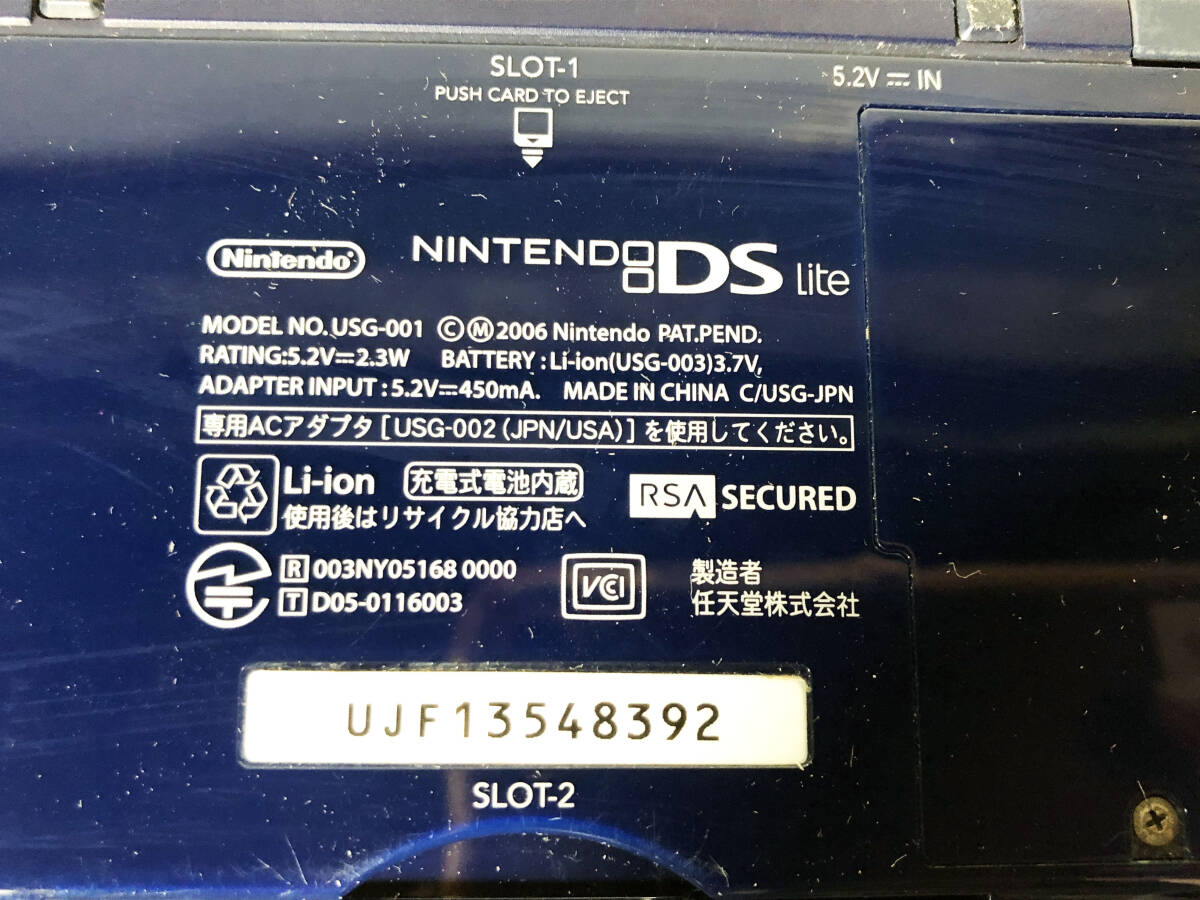 SLOT-1
5.2V ⎓ IN
PUSH CARD TO EJECT
Nintendo®
NINTENDO DS Lite
MODEL NO. USG-001 ©Ⓜ2006 Nintendo PAT.PEND.
RATING:5.2V⎓2.3W BATTERY : Li-ion(USG-003)3.7V,
ADAPTER INPUT : 5.2V⎓450mA. MADE IN CHINA C/USG-JPN
専用ACアダプタ[USG-002 (JPN/USA)]を使用してください。
Li-ion 充電式電池内蔵
使用後はリサイクル協力店へ
RSA SECURED
R 003NY05168 0000
T D05-0116003
VCCI
製造者
任天堂株式会社
UJF13548392
SLOT-2